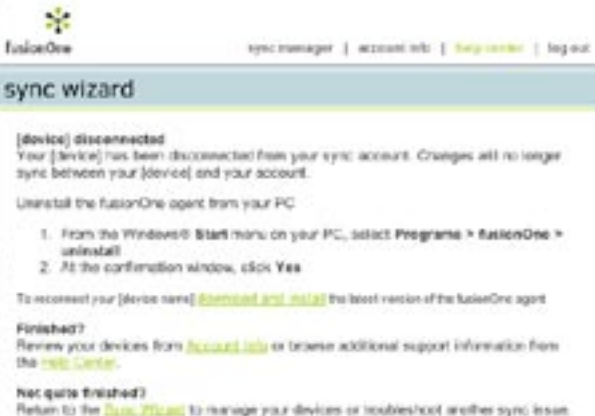 fusionOne
sync manager | account info | help center | log out
sync wizard
[device] disconnected
Your [device] has been disconnected from your sync account. Changes will no longer
sync between your [device] and your account.
Uninstall the fusionOne agent from your PC
1. From the Windows® Start menu on your PC, select Programs > fusionOne >
uninstall
2. At the confirmation window, click Yes
To reconnect your [device name] download and install the latest version of the fusionOne agent
Finished?
Review your devices from Account Info or browse additional support information from
the Help Center.
Not quite finished?
Return to the Sync Wizard to manage your devices or troubleshoot another sync issue